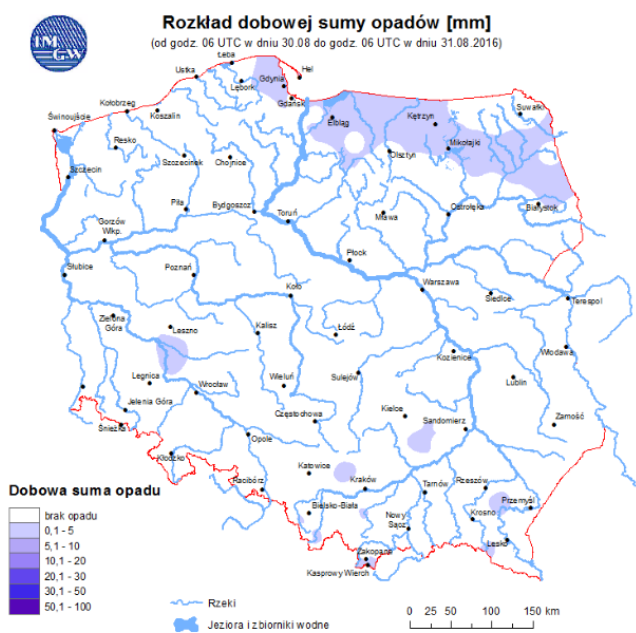 IM
GW
Rozkład dobowej sumy opadów [mm]
(od godz. 06 UTC w dniu 30.08 do godz. 06 UTC w dniu 31.08.2016)
Łeba
Hel
Ustka
Gdynia
Lębork
Gdańsk
Kołobrzeg
Koszalin
Suwałki
Świnoujście
Elbląg
Kętrzyn
Resko
Mikołajki
Szczecinek
Chojnice
Olsztyn
Szczecin
Piła
Bydgoszcz
Toruń
Mława
Ostrołęka
Białystok
Gorzów
Wlkp.
Płock
Słubice
Poznań
Koło
Warszawa
Siedlce
Terespol
Zielona
Góra
Leszno
Kalisz
Łódź
Kozienice
Włodawa
Legnica
Wrocław
Wieluń
Sulejów
Lublin
Jelenia Góra
Częstochowa
Kielce
Sandomierz
Zamość
Śnieżka
Opole
Kłodzko
Katowice
Racibórz
Kraków
Tarnów
Rzeszów
Przemyśl
Bielsko-Biała
Nowy
Sącz
Krosno
Lesko
Zakopane
Kasprowy Wierch
Dobowa suma opadu
brak opadu
0,1 - 5
5,1 - 10
10,1 - 20
20,1 - 30
30,1 - 50
50,1 - 100
Rzeki
Jeziora i zbiorniki wodne
0 25 50 100 150 km